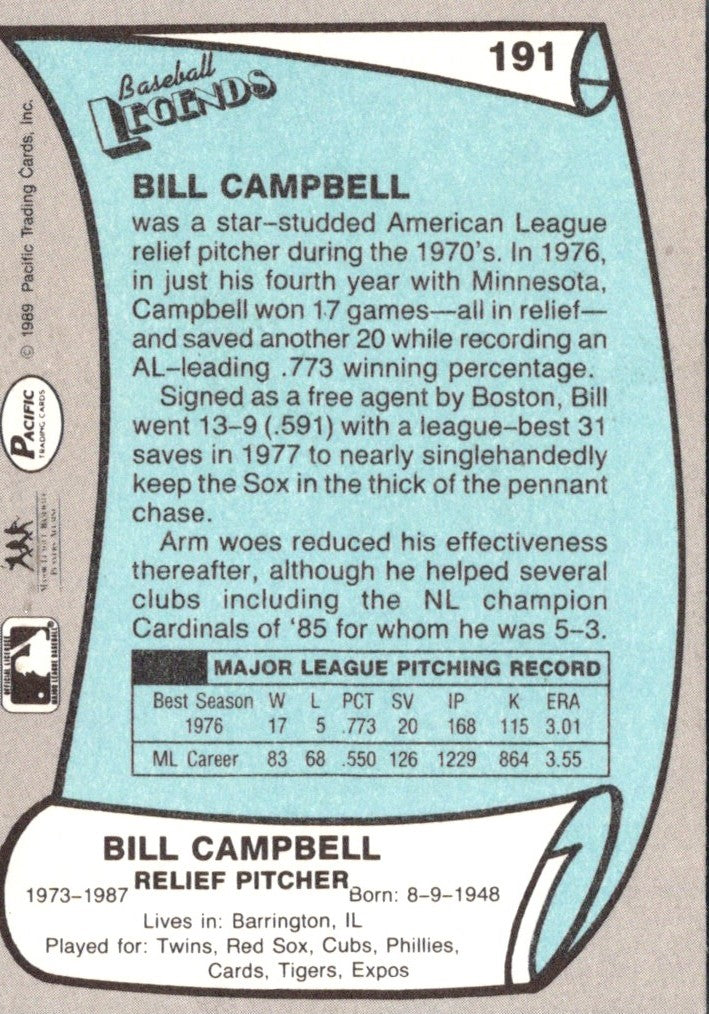 191
Baseball
LEGENDS
BILL CAMPBELL
was a star-studded American League
relief pitcher during the 1970's. In 1976,
in just his fourth year with Minnesota,
Campbell won 17 games—all in relief—
and saved another 20 while recording an
AL-leading .773 winning percentage.
Signed as a free agent by Boston, Bill
went 13-9 (.591) with a league-best 31
saves in 1977 to nearly singlehandedly
keep the Sox in the thick of the pennant
chase.
Arm woes reduced his effectiveness
thereafter, although he helped several
clubs including the NL champion
Cardinals of '85 for whom he was 5-3.
MAJOR LEAGUE PITCHING RECORD
Best Season W L PCT SV IP K ERA
1976 17 5 .773 20 168 115 3.01
ML Career 83 68 .550 126 1229 864 3.55
BILL CAMPBELL
RELIEF PITCHER
1973-1987 Born: 8-9-1948
Lives in: Barrington, IL
Played for: Twins, Red Sox, Cubs, Phillies,
Cards, Tigers, Expos
© 1989 Pacific Trading Cards, Inc.
PACIFIC
TRADING CARDS
OFFICIAL LICENSEE
MAJOR LEAGUE BASEBALL